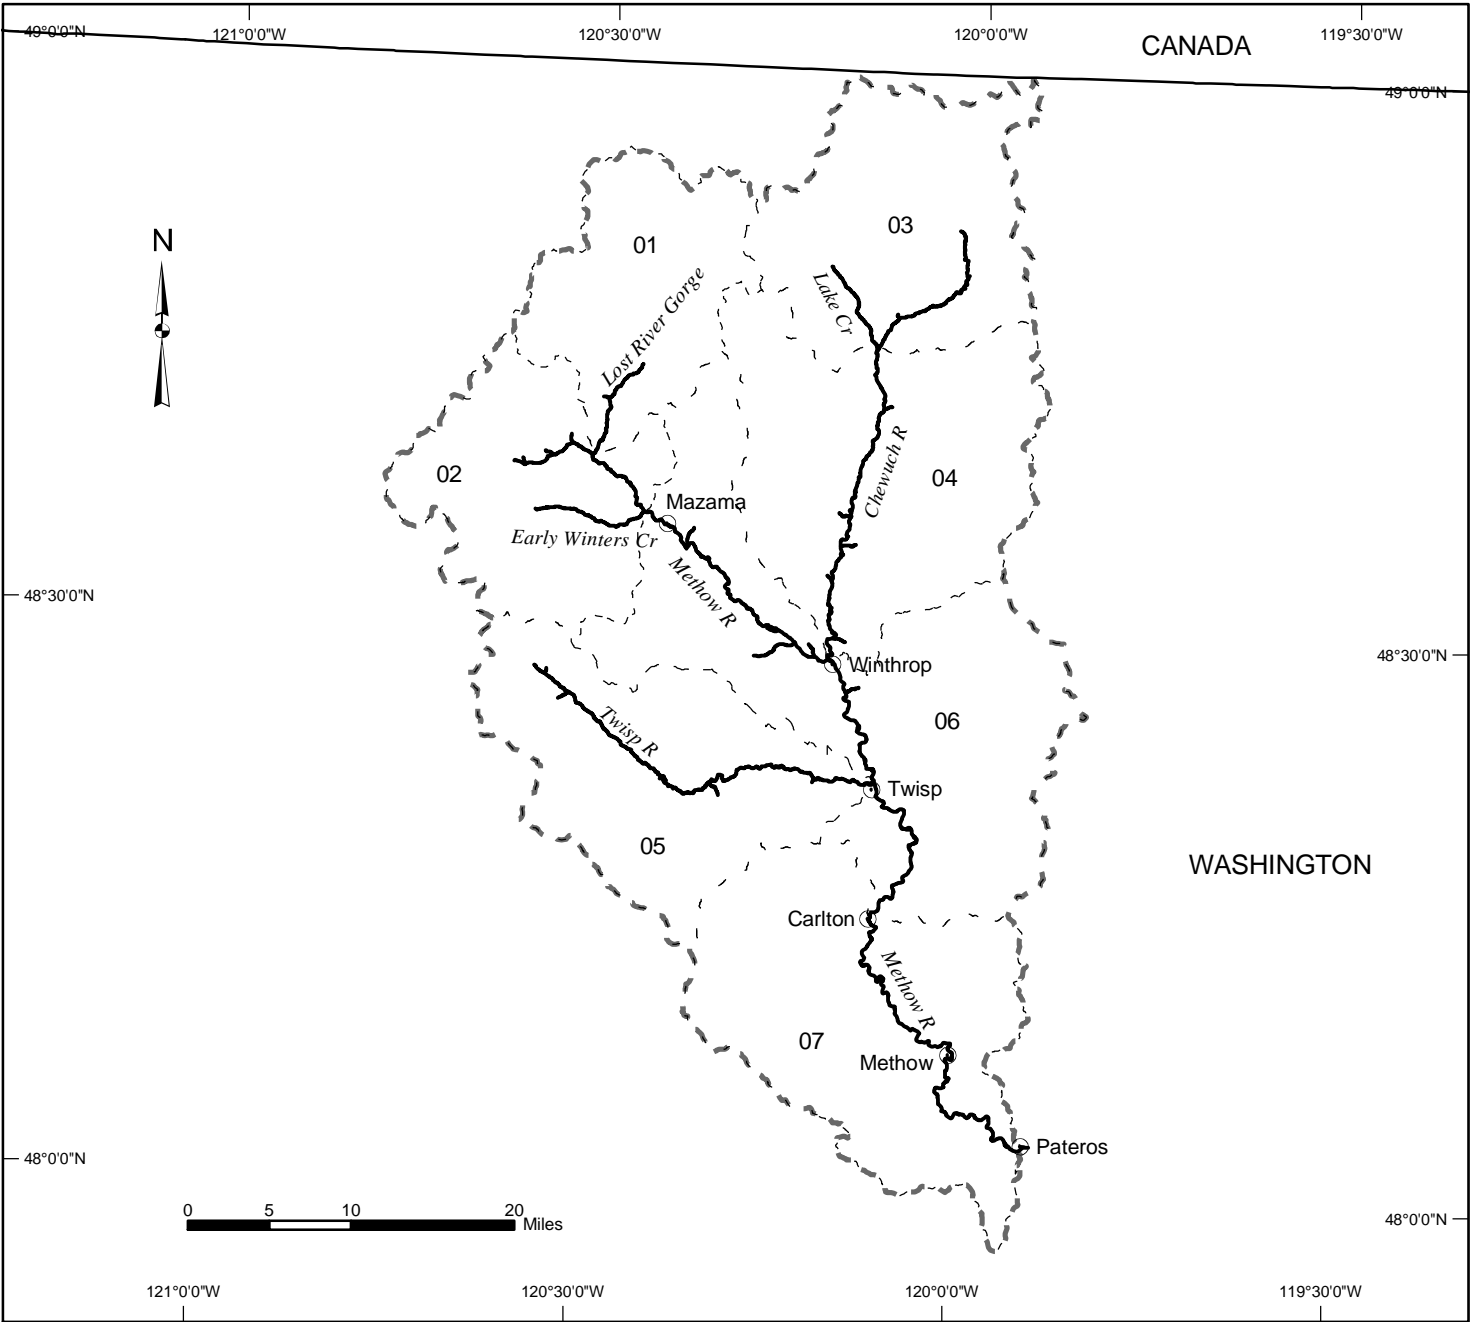 49°0'0"N
121°0'0"W
120°30'0"W
120°0'0"W
119°30'0"W
CANADA
49°0'0"N
N
01
03
Lost River Gorge
Lake Cr
02
Chewuch R
04
Mazama
Early Winters Cr
Methow R
48°30'0"N
48°30'0"N
Winthrop
Twisp R
06
Twisp
05
WASHINGTON
Carlton
Methow R
07
Methow
Pateros
48°0'0"N
48°0'0"N
0 5 10 20
Miles
121°0'0"W
120°30'0"W
120°0'0"W
119°30'0"W